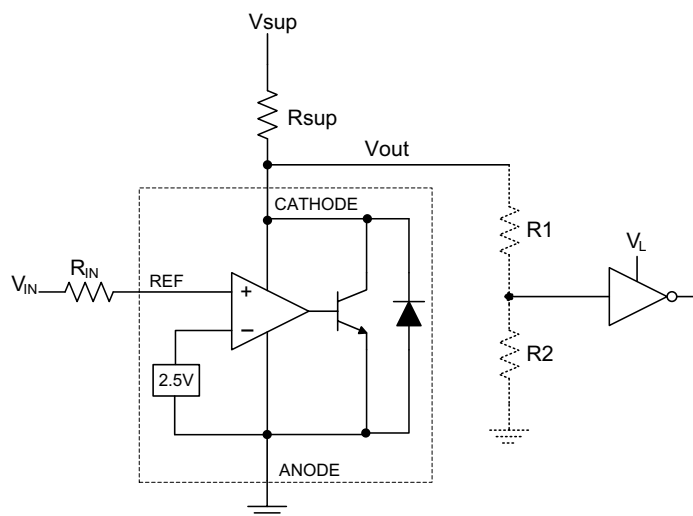 Vsup
Rsup
Vout
CATHODE
R1
VL
VIN
RIN
REF
+
−
2.5V
R2
ANODE